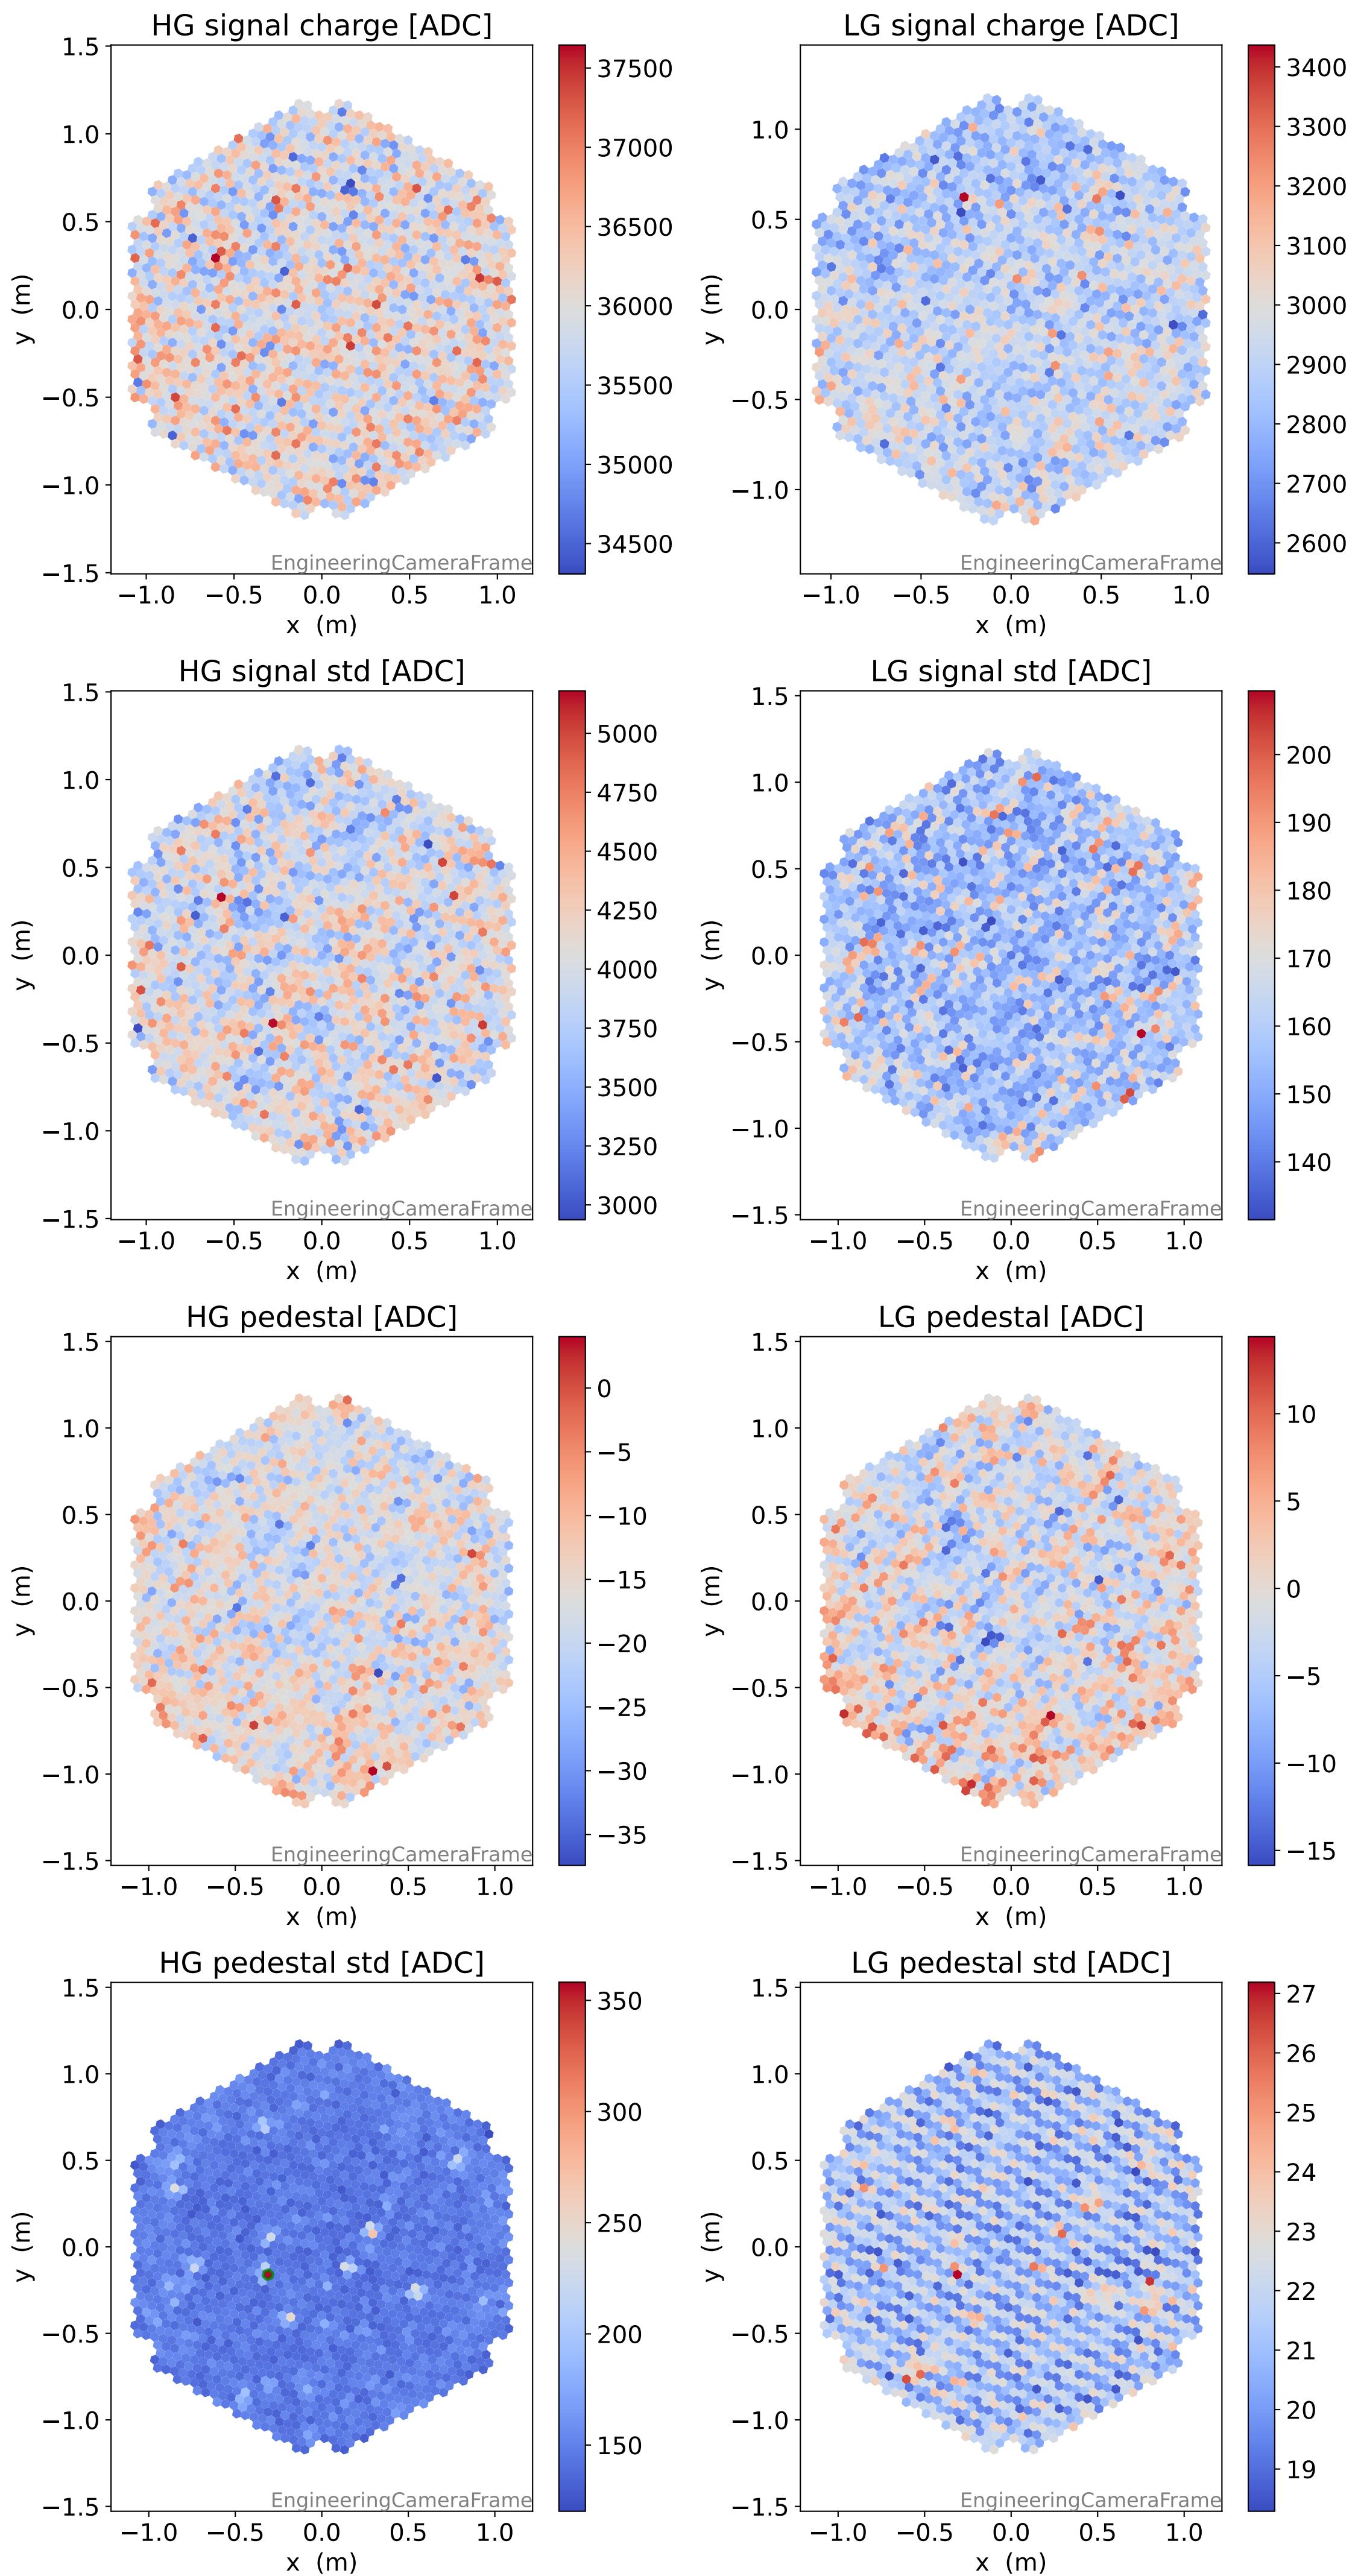 HG signal charge [ADC]
1.5
1.0
0.5
0.0
−0.5
−1.0
−1.5
y (m)
−1.0 −0.5 0.0 0.5 1.0
x (m)
EngineeringCameraFrame
37500
37000
36500
36000
35500
35000
34500
LG signal charge [ADC]
1.0
0.5
0.0
−0.5
−1.0
y (m)
−1.0 −0.5 0.0 0.5 1.0
x (m)
EngineeringCameraFrame
3400
3300
3200
3100
3000
2900
2800
2700
2600
HG signal std [ADC]
1.5
1.0
0.5
0.0
−0.5
−1.0
−1.5
y (m)
−1.0 −0.5 0.0 0.5 1.0
x (m)
EngineeringCameraFrame
5000
4750
4500
4250
4000
3750
3500
3250
3000
LG signal std [ADC]
1.5
1.0
0.5
0.0
−0.5
−1.0
−1.5
y (m)
−1.0 −0.5 0.0 0.5 1.0
x (m)
EngineeringCameraFrame
200
190
180
170
160
150
140
HG pedestal [ADC]
1.5
1.0
0.5
0.0
−0.5
−1.0
−1.5
y (m)
−1.0 −0.5 0.0 0.5 1.0
x (m)
EngineeringCameraFrame
0
−5
−10
−15
−20
−25
−30
−35
LG pedestal [ADC]
1.5
1.0
0.5
0.0
−0.5
−1.0
−1.5
y (m)
−1.0 −0.5 0.0 0.5 1.0
x (m)
EngineeringCameraFrame
10
5
0
−5
−10
−15
HG pedestal std [ADC]
1.5
1.0
0.5
0.0
−0.5
−1.0
−1.5
y (m)
−1.0 −0.5 0.0 0.5 1.0
x (m)
EngineeringCameraFrame
350
300
250
200
150
LG pedestal std [ADC]
1.5
1.0
0.5
0.0
−0.5
−1.0
−1.5
y (m)
−1.0 −0.5 0.0 0.5 1.0
x (m)
EngineeringCameraFrame
27
26
25
24
23
22
21
20
19